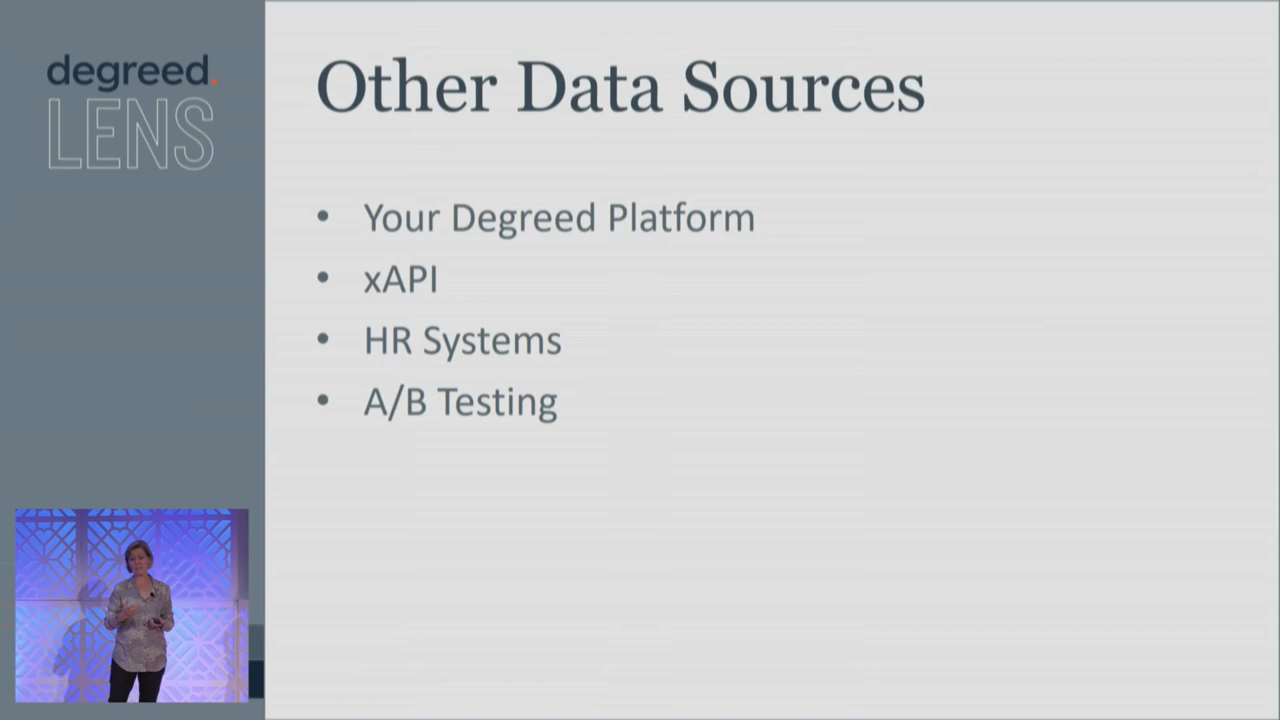 degreed.
LENS
Other Data Sources
• Your Degreed Platform
• xAPI
• HR Systems
• A/B Testing